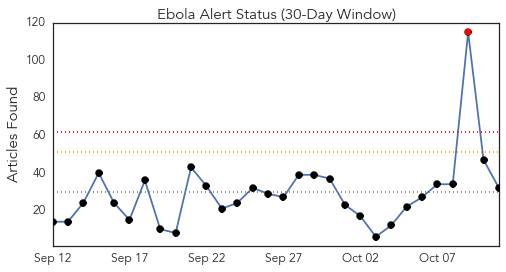 Ebola Alert Status (30-Day Window)
120
100
80
60
40
20
Articles Found
Sep 12 Sep 17 Sep 22 Sep 27 Oct 02 Oct 07